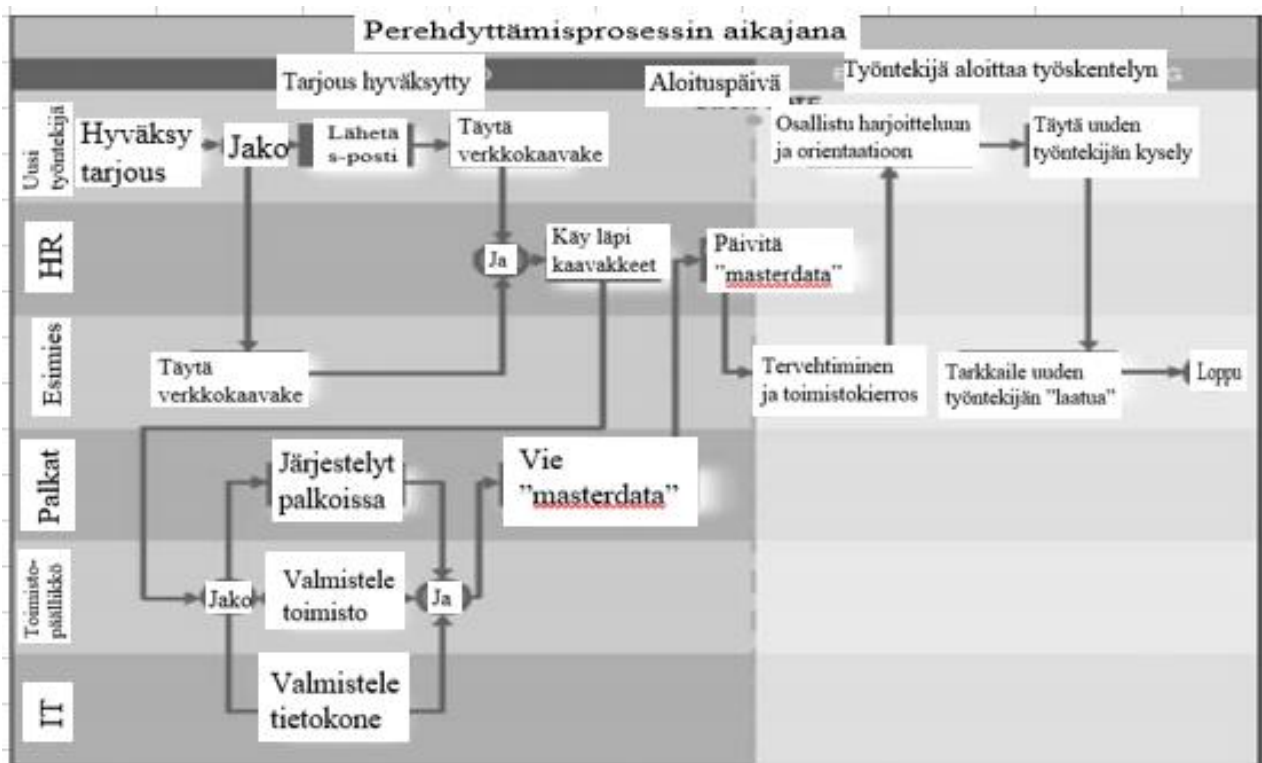 Perehdyttämisprosessin aikajana
Tarjous hyväksytty
Aloituspäivä
Työntekijä aloittaa työskentelyn
Uusi
työntekijä
Hyväksy
tarjous
Jako
Lähetä
s-posti
Täytä
verkkokaavake
Osallistu harjoitteluun
ja orientaatioon
Täytä uuden
työntekijän kysely
HR
Ja
Käy läpi
kaavakkeet
Päivitä
”masterdata”
Esimies
Täytä
verkkokaavake
Tervehtiminen
ja toimistokierros
Tarkkaile uuden
työntekijän ”laatua”
Loppu
Palkat
Järjestelyt
palkoissa
Vie
”masterdata”
Toimisto-
päällikkö
Jako
Valmistele
toimisto
Ja
IT
Valmistele
tietokone